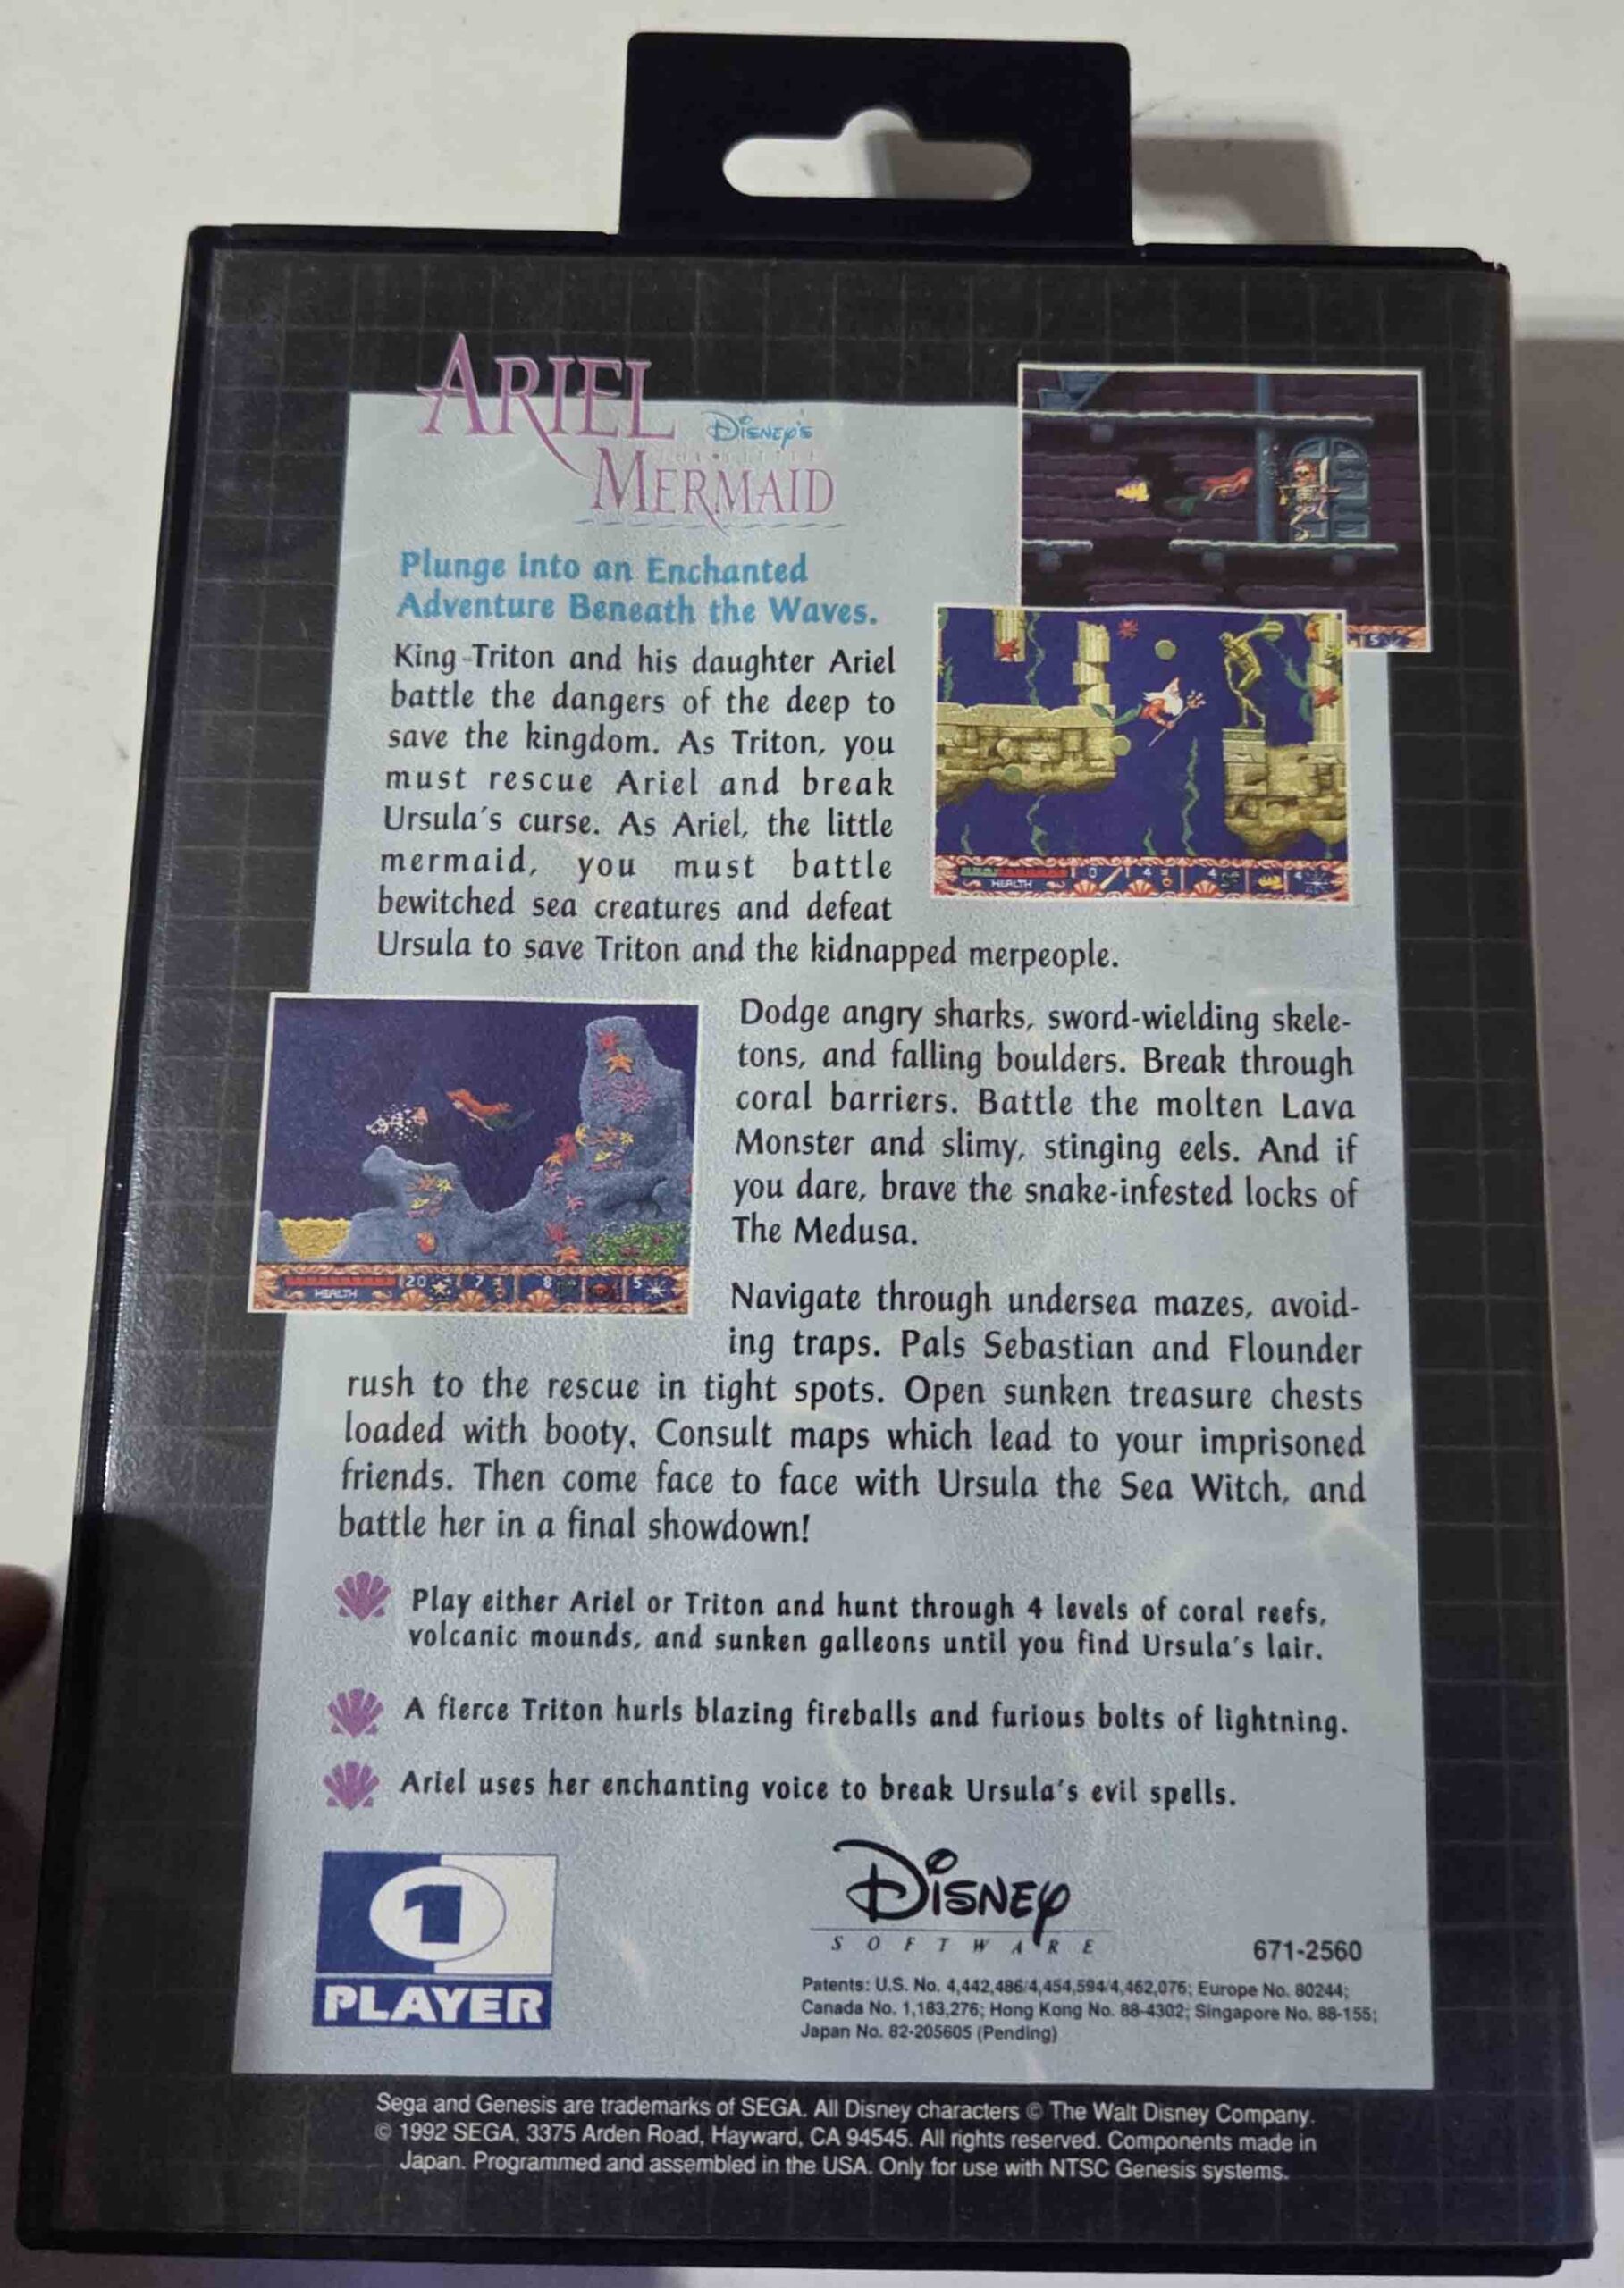 ARIEL
DISNEY'S
THE LITTLE
MERMAID
Plunge into an Enchanted
Adventure Beneath the Waves.
King Triton and his daughter Ariel
battle the dangers of the deep to
save the kingdom. As Triton, you
must rescue Ariel and break
Ursula's curse. As Ariel, the little
mermaid, you must battle
bewitched sea creatures and defeat
Ursula to save Triton and the kidnapped merpeople.
5
HEALTH 0 4 4 4
Dodge angry sharks, sword-wielding skele-
tons, and falling boulders. Break through
coral barriers. Battle the molten Lava
Monster and slimy, stinging eels. And if
you dare, brave the snake-infested locks of
The Medusa.
HEALTH 20 7 8 5
Navigate through undersea mazes, avoid-
ing traps. Pals Sebastian and Flounder
rush to the rescue in tight spots. Open sunken treasure chests
loaded with booty. Consult maps which lead to your imprisoned
friends. Then come face to face with Ursula the Sea Witch, and
battle her in a final showdown!
Play either Ariel or Triton and hunt through 4 levels of coral reefs,
volcanic mounds, and sunken galleons until you find Ursula's lair.
A fierce Triton hurls blazing fireballs and furious bolts of lightning.
Ariel uses her enchanting voice to break Ursula's evil spells.
1
PLAYER
DISNEY
SOFTWARE
671-2560
Patents: U.S. No. 4,442,486/4,454,594/4,462,076; Europe No. 80244;
Canada No. 1,183,276; Hong Kong No. 88-4302; Singapore No. 88-155;
Japan No. 82-205605 (Pending)
Sega and Genesis are trademarks of SEGA. All Disney characters © The Walt Disney Company.
© 1992 SEGA, 3375 Arden Road, Hayward, CA 94545. All rights reserved. Components made in
Japan. Programmed and assembled in the USA. Only for use with NTSC Genesis systems.